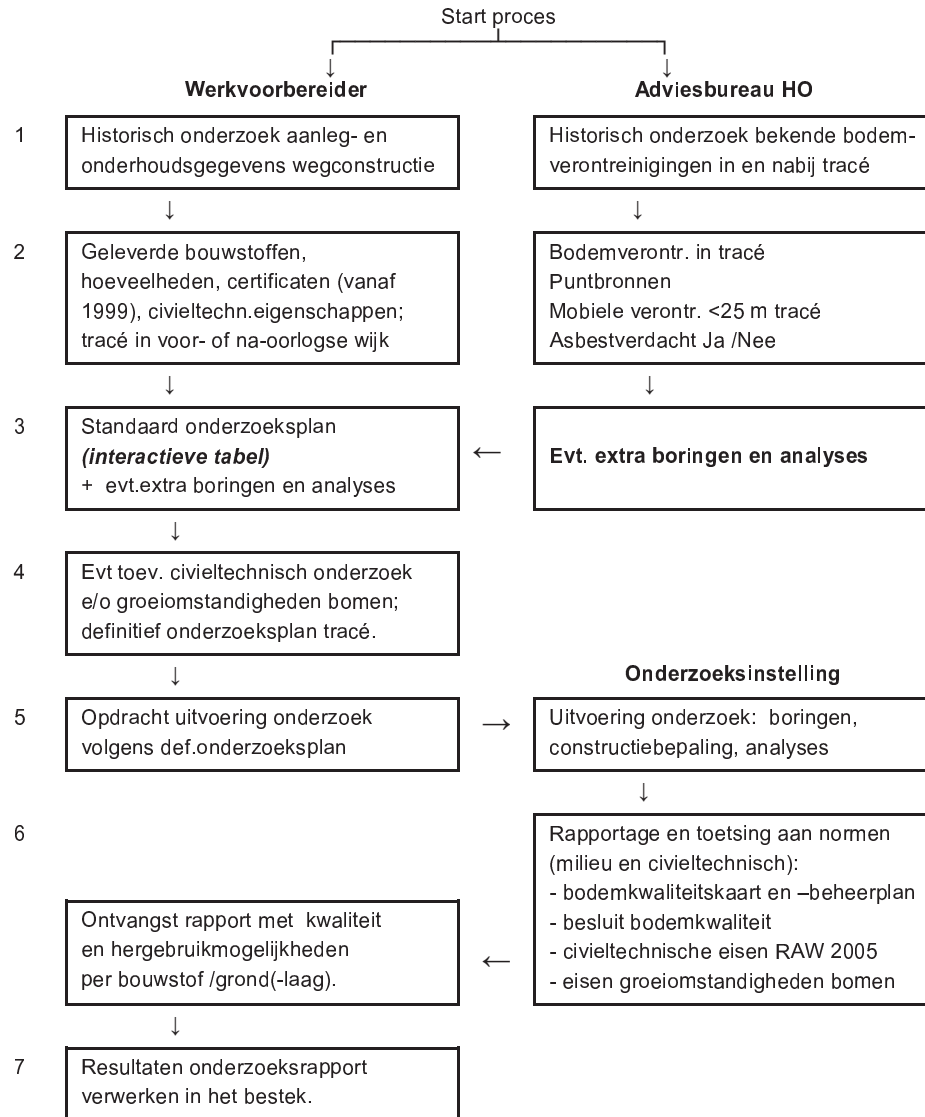 Start proces
Werkvoorbereider
Adviesbureau HO
1
Historisch onderzoek aanleg- en
onderhoudsgegevens wegconstructie
Historisch onderzoek bekende bodem-
verontreinigingen in en nabij tracé
2
Geleverde bouwstoffen,
hoeveelheden, certificaten (vanaf
1999), civieltechn.eigenschappen;
tracé in voor- of na-oorlogse wijk
Bodemverontr. in tracé
Puntbronnen
Mobiele verontr. <25 m tracé
Asbestverdacht Ja /Nee
3
Standaard onderzoeksplan
(interactieve tabel)
+ evt.extra boringen en analyses
←
Evt. extra boringen en analyses
4
Evt toev. civieltechnisch onderzoek
e/o groeiomstandigheden bomen;
definitief onderzoeksplan tracé.
Onderzoeksinstelling
5
Opdracht uitvoering onderzoek
volgens def.onderzoeksplan
→
Uitvoering onderzoek: boringen,
constructiebepaling, analyses
6
Rapportage en toetsing aan normen
(milieu en civieltechnisch):
- bodemkwaliteitskaart en –beheerplan
- besluit bodemkwaliteit
- civieltechnische eisen RAW 2005
- eisen groeiomstandigheden bomen
←
Ontvangst rapport met kwaliteit
en hergebruikmogelijkheden
per bouwstof /grond(-laag).
7
Resultaten onderzoeksrapport
verwerken in het bestek.